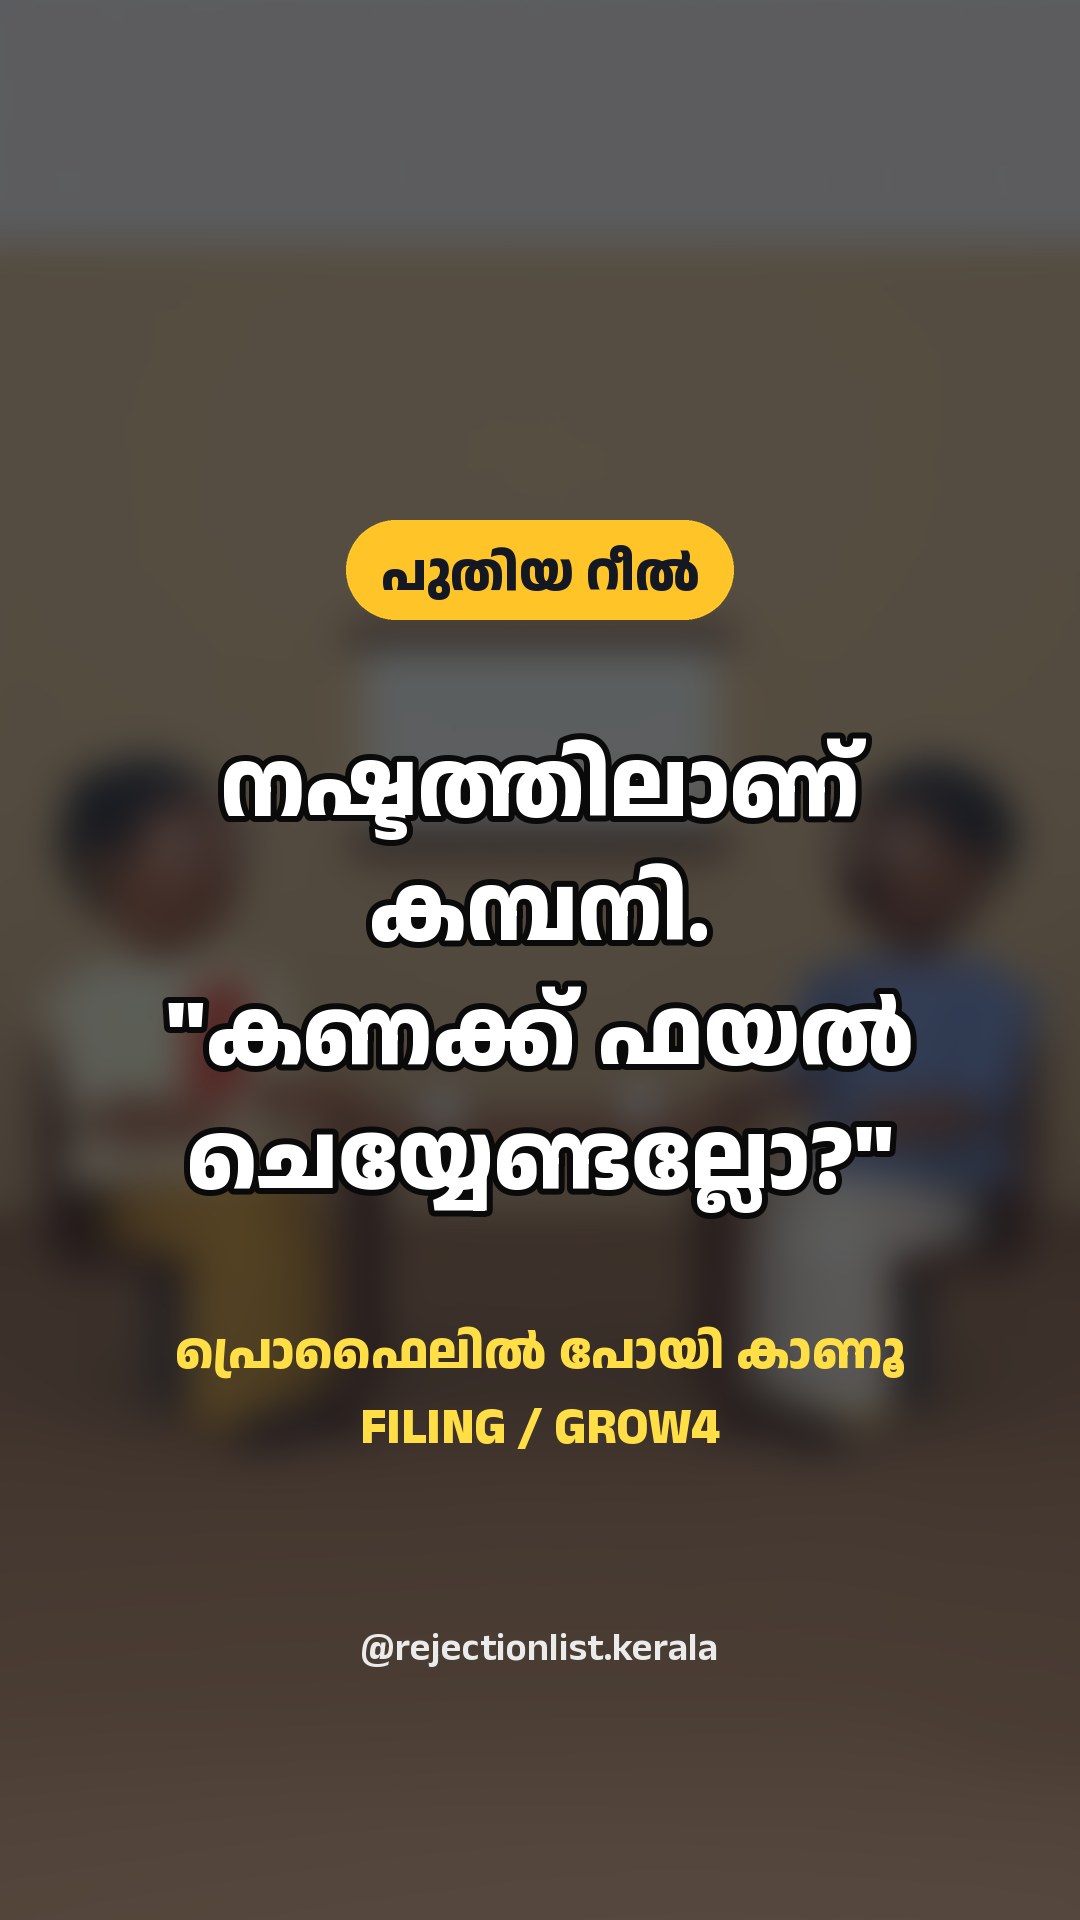 പുതിയ റീൽ
നഷ്ടത്തിലാണ്
കമ്പനി.
"കണക്ക് ഫയൽ
ചെയ്യേണ്ടല്ലോ?"
പ്രൊഫൈലിൽ പോയി കാണൂ
FILING / GROW4
@rejectionlist.kerala